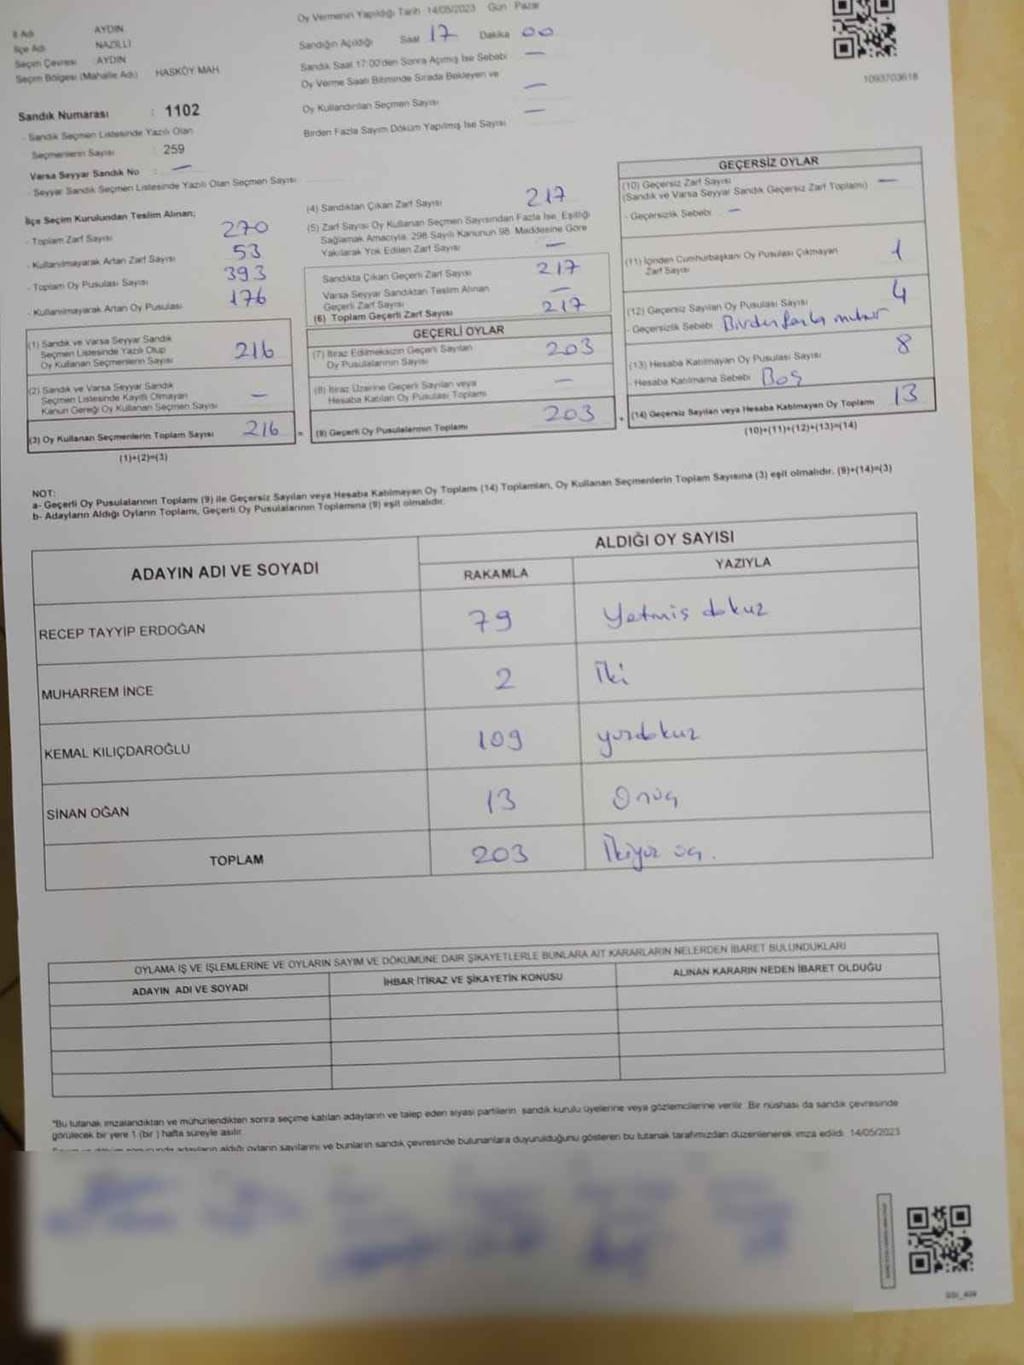 İl Adı AYDIN
İlçe Adı NAZİLLİ
Seçim Çevresi AYDIN
Seçim Bölgesi (Mahalle Adı) HASKÖY MAH.
Sandık Numarası : 1102
- Sandık Seçmen Listesinde Yazılı Olan
Seçmenlerin Sayısı : 259
Varsa Seyyar Sandık No : —
- Seyyar Sandık Seçmen Listesinde Yazılı Olan Seçmen Sayısı
Oy Vermenin Yapıldığı Tarih 14/05/2023 Gün Pazar
Sandığın Açıldığı Saat 17 Dakika 00
Sandık Saat 17:00'den Sonra Açılmış İse Sebebi —
Oy Verme Saati Bitiminde Sırada Bekleyen ve
Oy Kullandırılan Seçmen Sayısı —
Birden Fazla Sayım Döküm Yapılmış İse Sayısı —
1093703618
İlçe Seçim Kurulundan Teslim Alınan;
- Toplam Zarf Sayısı 270
- Kullanılmayarak Artan Zarf Sayısı 53
- Toplam Oy Pusulası Sayısı 393
- Kullanılmayarak Artan Oy Pusulası 176
(1) Sandık ve Varsa Seyyar Sandık
Seçmen Listesinde Yazılı Olup
Oy Kullanan Seçmenlerin Sayısı 216
(2) Sandık ve Varsa Seyyar Sandık
Seçmen Listesinde Kayıtlı Olmayan
Kanun Gereği Oy Kullanan Seçmen Sayısı —
(3) Oy Kullanan Seçmenlerin Toplam Sayısı 216
(1)+(2)=(3)
(4) Sandıktan Çıkan Zarf Sayısı 217
(5) Zarf Sayısı Oy Kullanan Seçmen Sayısından Fazla İse, Eşitliği
Sağlamak Amacıyla, 298 Sayılı Kanunun 98. Maddesine Göre
Yakılarak Yok Edilen Zarf Sayısı —
Sandıkta Çıkan Geçerli Zarf Sayısı 217
Varsa Seyyar Sandıktan Teslim Alınan
Geçerli Zarf Sayısı —
(6) Toplam Geçerli Zarf Sayısı 217
GEÇERLİ OYLAR
(7) İtiraz Edilmeksizin Geçerli Sayılan
Oy Pusulalarının Sayısı 203
(8) İtiraz Üzerine Geçerli Sayılan veya
Hesaba Katılan Oy Pusulası Toplamı —
= (9) Geçerli Oy Pusulalarının Toplamı 203 +
GEÇERSİZ OYLAR
(10) Geçersiz Zarf Sayısı —
(Sandık ve Varsa Seyyar Sandık Geçersiz Zarf Toplamı)
- Geçersizlik Sebebi —
(11) İçinden Cumhurbaşkanı Oy Pusulası Çıkmayan
Zarf Sayısı 1
(12) Geçersiz Sayılan Oy Pusulası Sayısı 4
- Geçersizlik Sebebi Birden fazla mühür
(13) Hesaba Katılmayan Oy Pusulası Sayısı 8
- Hesaba Katılmama Sebebi Boş
(14) Geçersiz Sayılan veya Hesaba Katılmayan Oy Toplamı 13
(10)+(11)+(12)+(13)=(14)
NOT:
a- Geçerli Oy Pusulalarının Toplamı (9) ile Geçersiz Sayılan veya Hesaba Katılmayan Oy Toplamı (14) Toplamları, Oy Kullanan Seçmenlerin Toplam Sayısına (3) eşit olmalıdır. (9)+(14)=(3)
b- Adayların Aldığı Oyların Toplamı, Geçerli Oy Pusulalarının Toplamına (9) eşit olmalıdır.
ADAYIN ADI VE SOYADI
ALDIĞI OY SAYISI
RAKAMLA YAZIYLA
RECEP TAYYİP ERDOĞAN 79 Yetmiş dokuz
MUHARREM İNCE 2 İki
KEMAL KILIÇDAROĞLU 109 yüzdokuz
SİNAN OĞAN 13 Onüç
TOPLAM 203 İkiyüz üç.
OYLAMA İŞ VE İŞLEMLERİNE VE OYLARIN SAYIM VE DÖKÜMÜNE DAİR ŞİKAYETLERLE BUNLARA AİT KARARLARIN NELERDEN İBARET BULUNDUKLARI
ADAYIN ADI VE SOYADI İHBAR İTİRAZ VE ŞİKAYETİN KONUSU ALINAN KARARIN NEDEN İBARET OLDUĞU
"Bu tutanak imzalandıktan ve mühürlendikten sonra seçime katılan adayların ve talep eden siyasi partilerin sandık kurulu üyelerine veya gözlemcilerine verilir. Bir nüshası da sandık çevresinde
görülecek bir yere 1 (bir) hafta süreyle asılır.
adayların aldığı oyların sayılarını ve bunların sandık çevresinde bulunanlara duyurulduğunu gösteren bu tutanak tarafımızdan düzenlenerek imza edildi. 14/05/2023